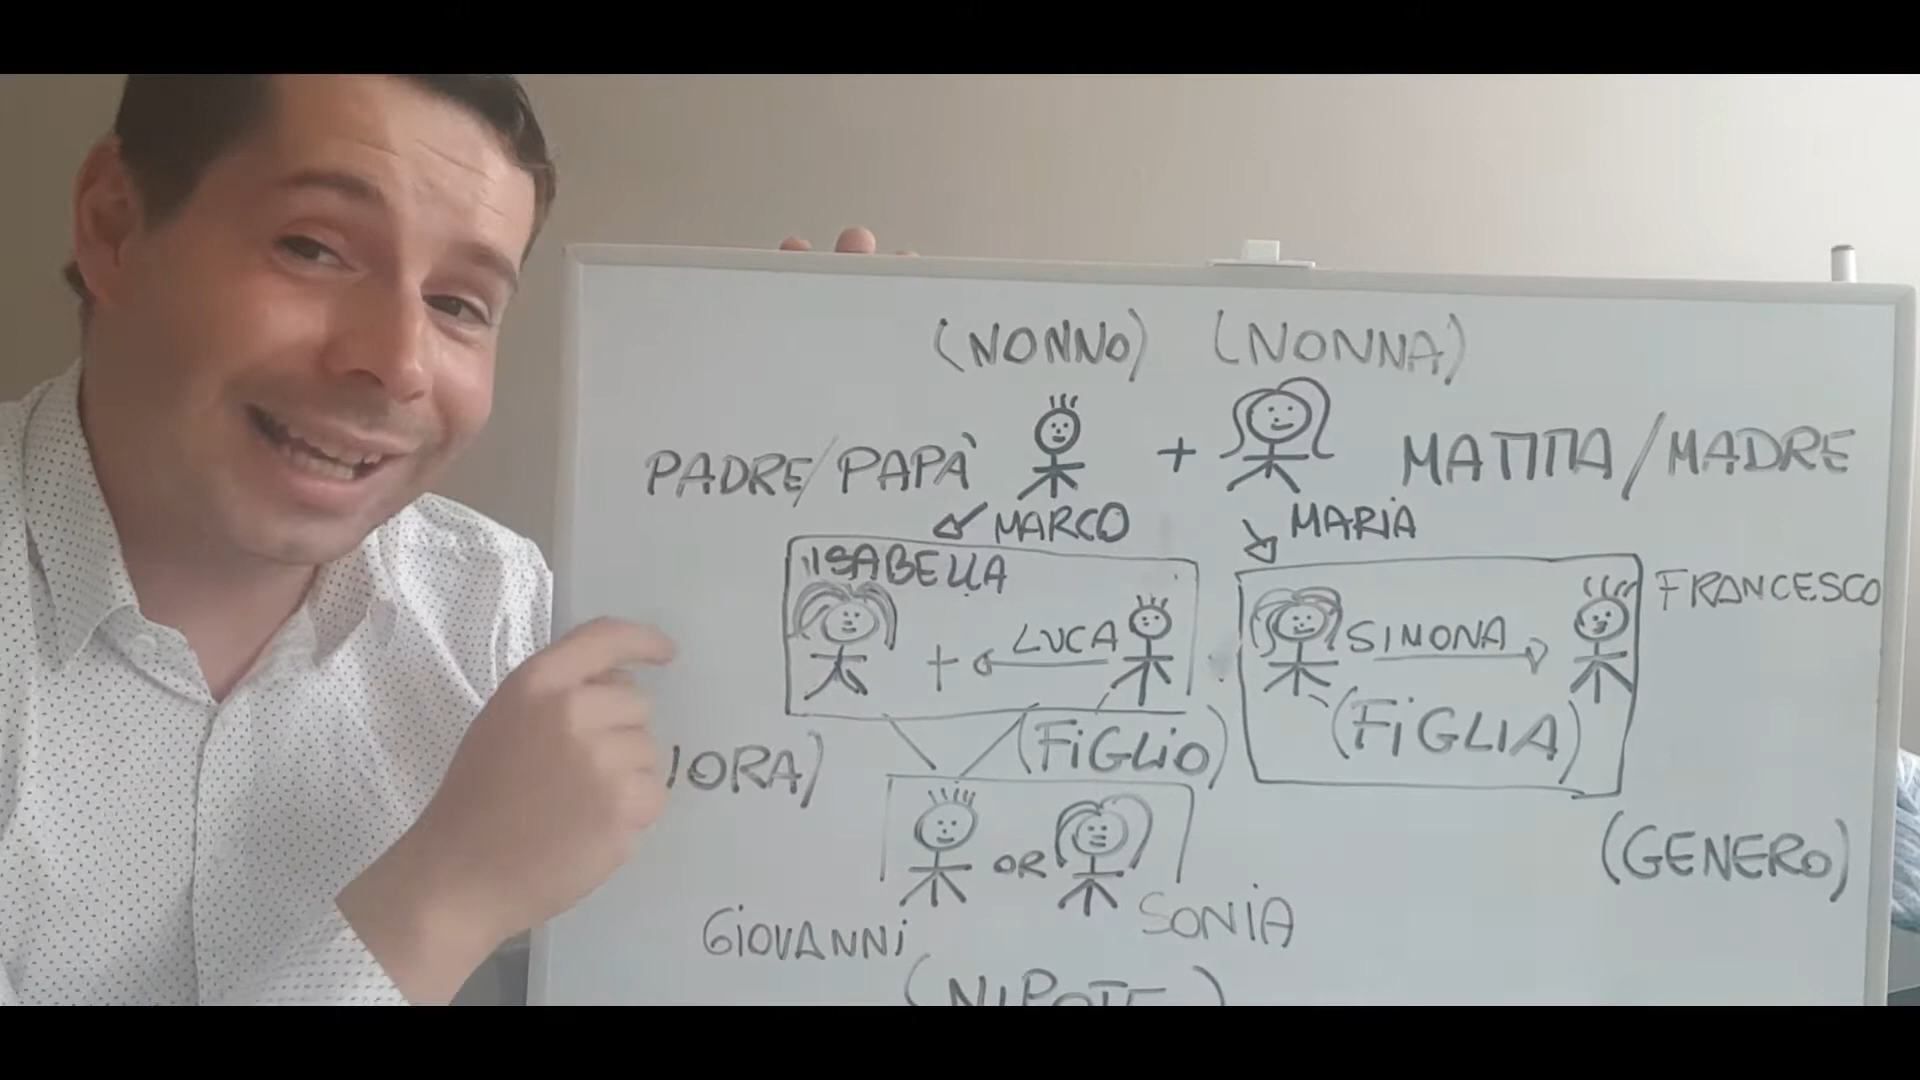 (NONNO) (NONNA)
PADRE/PAPÀ + MAMMA/MADRE
MARCO MARIA
ISABELLA FRANCESCO
+ LUCA SIMONA
(FIGLIO) (FIGLIA)
IORA) (GENERO)
OR
GIOVANNI SONIA
(NIPOTE)